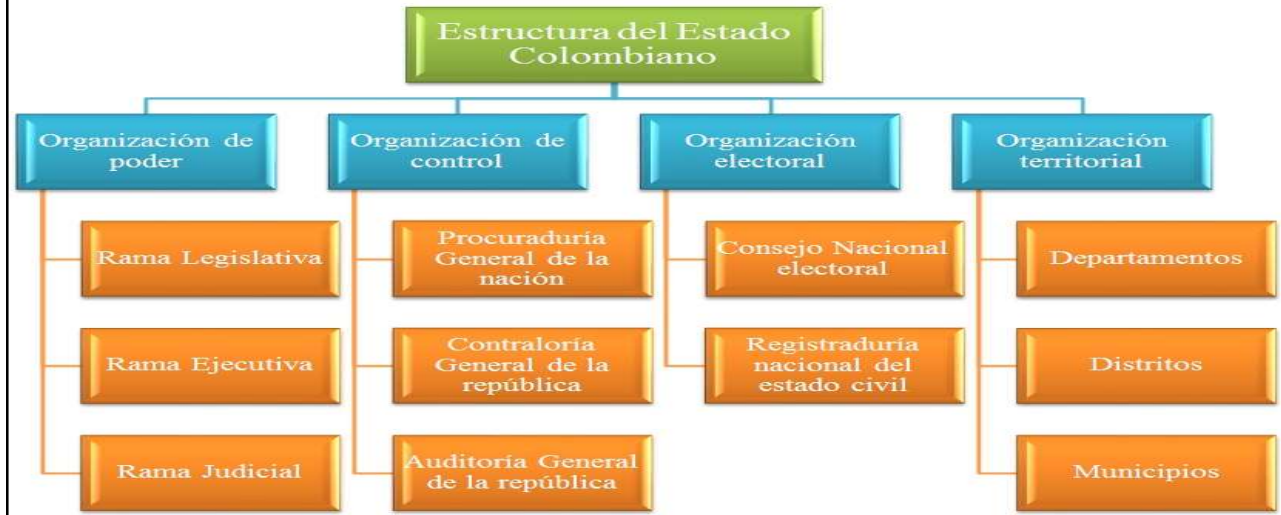 Estructura del Estado
Colombiano
Organización de
poder
Rama Legislativa
Rama Ejecutiva
Rama Judicial
Organización de
control
Procuraduría
General de la
nación
Contraloría
General de la
república
Auditoría General
de la república
Organización
electoral
Consejo Nacional
electoral
Registraduría
nacional del
estado civil
Organización
territorial
Departamentos
Distritos
Municipios